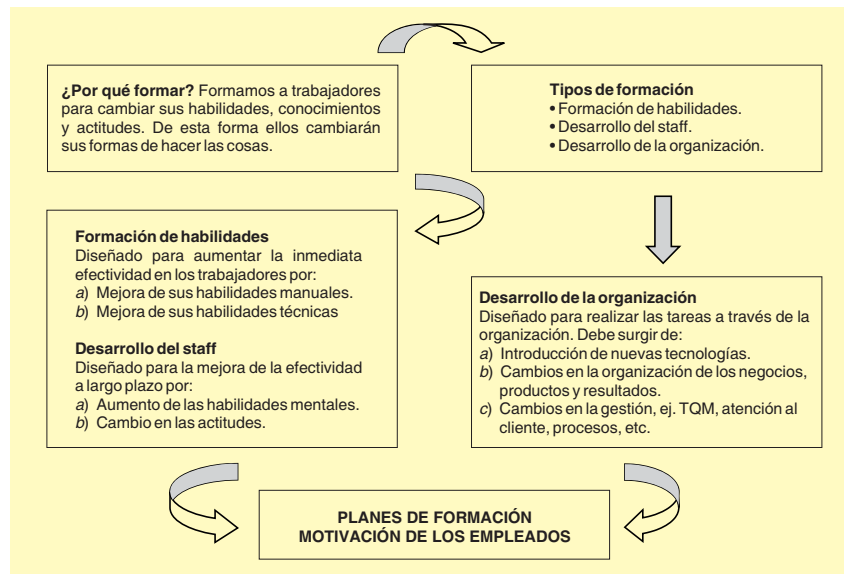 ¿Por qué formar? Formamos a trabajadores
para cambiar sus habilidades, conocimientos
y actitudes. De esta forma ellos cambiarán
sus formas de hacer las cosas.
Tipos de formación
• Formación de habilidades.
• Desarrollo del staff.
• Desarrollo de la organización.
Formación de habilidades
Diseñado para aumentar la inmediata
efectividad en los trabajadores por:
a) Mejora de sus habilidades manuales.
b) Mejora de sus habilidades técnicas
Desarrollo del staff
Diseñado para la mejora de la efectividad
a largo plazo por:
a) Aumento de las habilidades mentales.
b) Cambio en las actitudes.
Desarrollo de la organización
Diseñado para realizar las tareas a través de la
organización. Debe surgir de:
a) Introducción de nuevas tecnologías.
b) Cambios en la organización de los negocios,
productos y resultados.
c) Cambios en la gestión, ej. TQM, atención al
cliente, procesos, etc.
PLANES DE FORMACIÓN
MOTIVACIÓN DE LOS EMPLEADOS